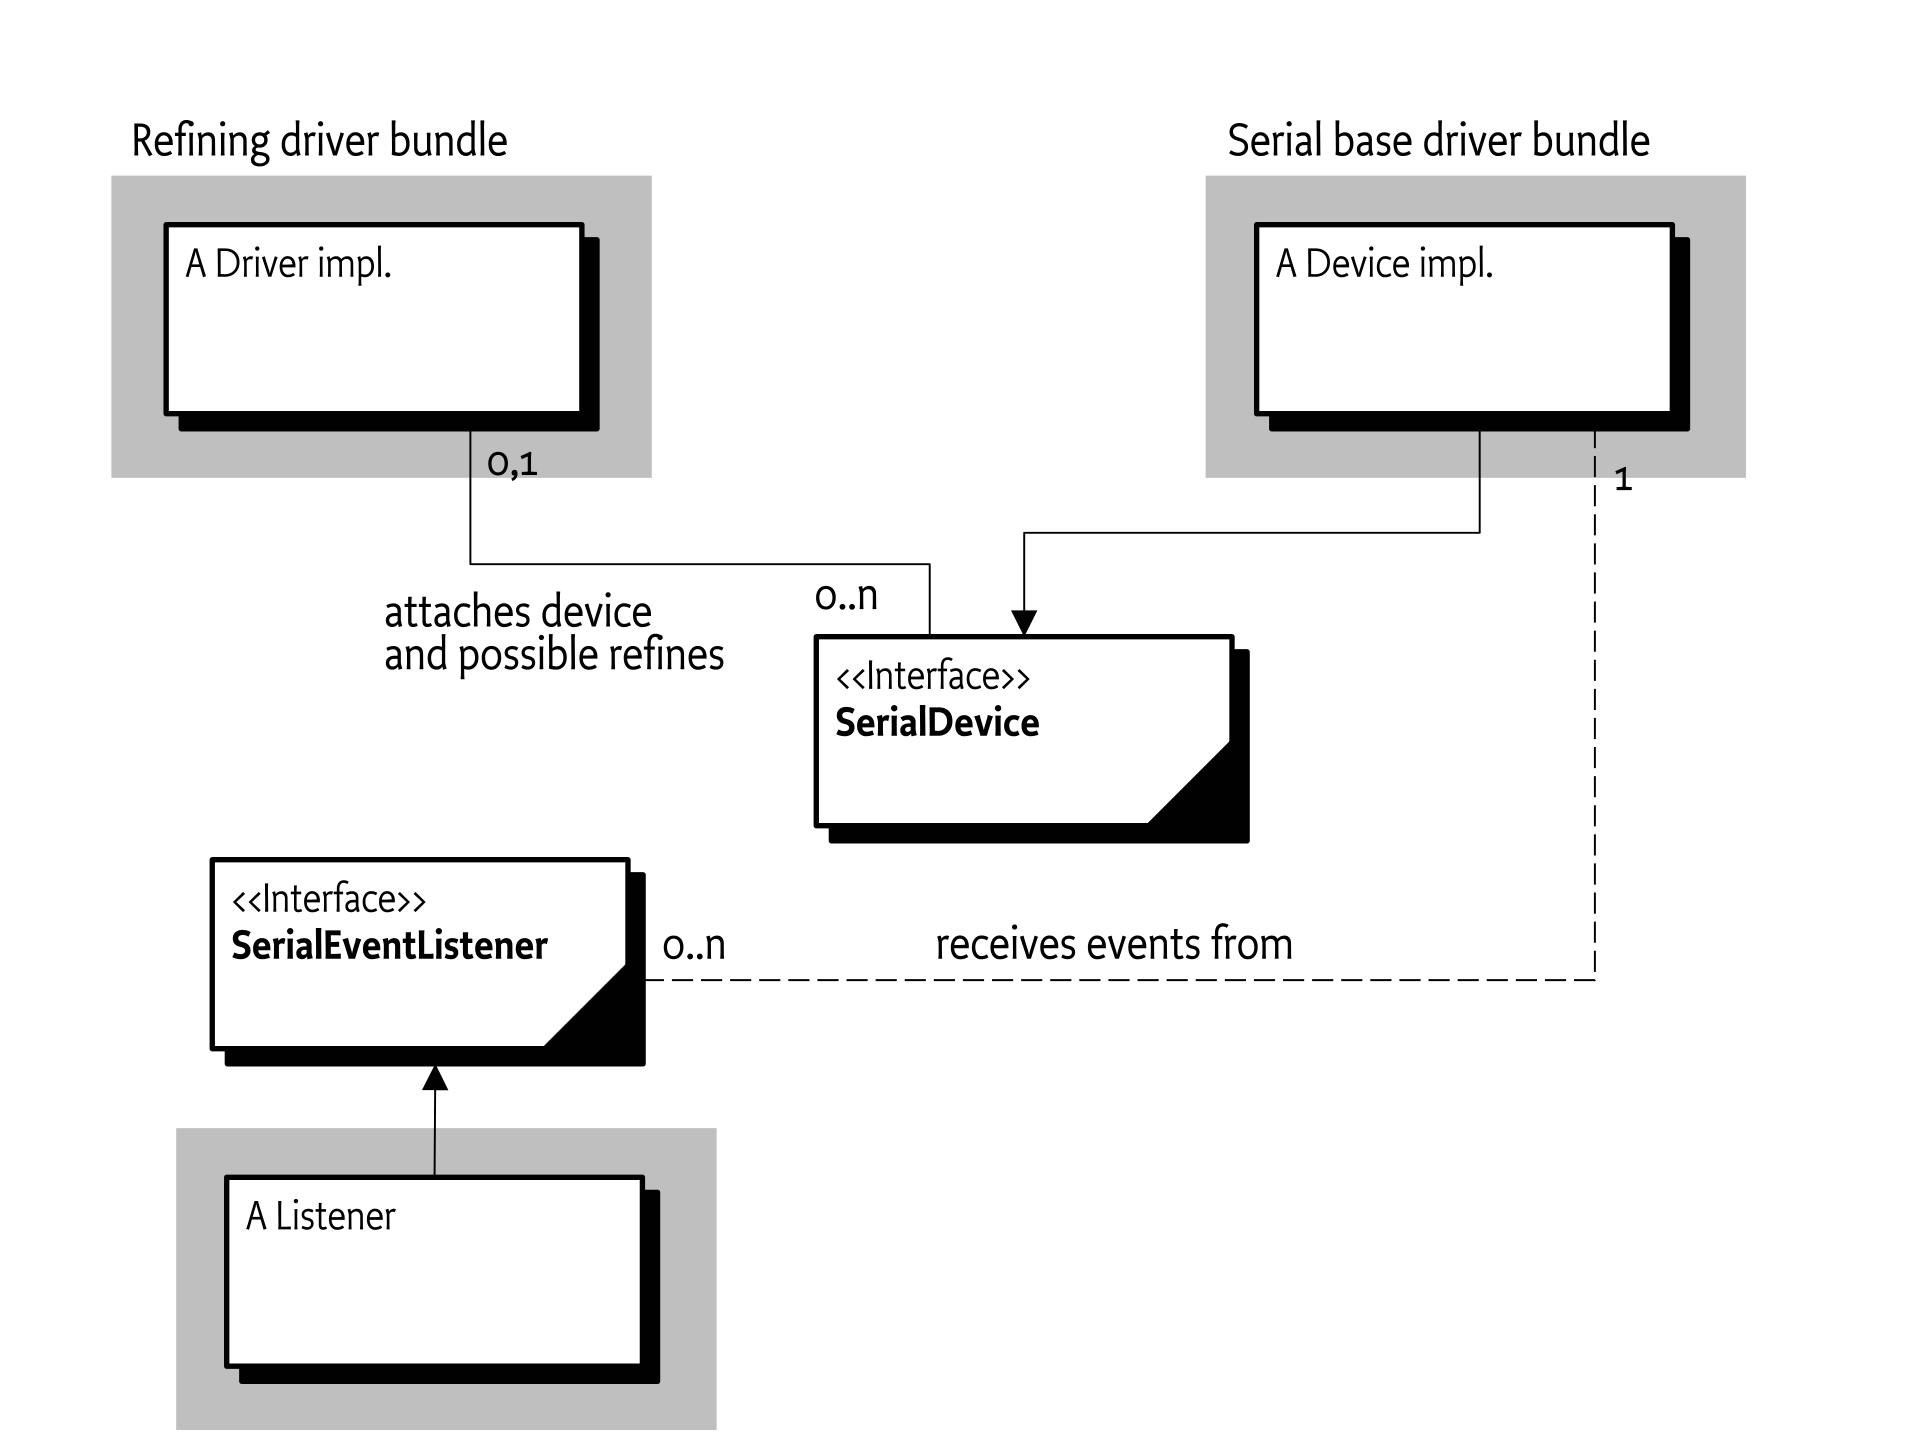 Refining driver bundle
Serial base driver bundle
A Driver impl.
A Device impl.
0,1
1
attaches device
and possible refines
0..n
<<Interface>>
SerialDevice
<<Interface>>
SerialEventListener
0..n
receives events from
A Listener